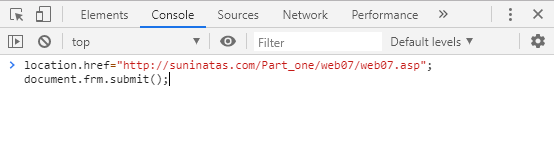 Elements Console Sources Network Performance »
top Filter Default levels ▼
> location.href="http://suninatas.com/Part_one/web07/web07.asp";
document.frm.submit();